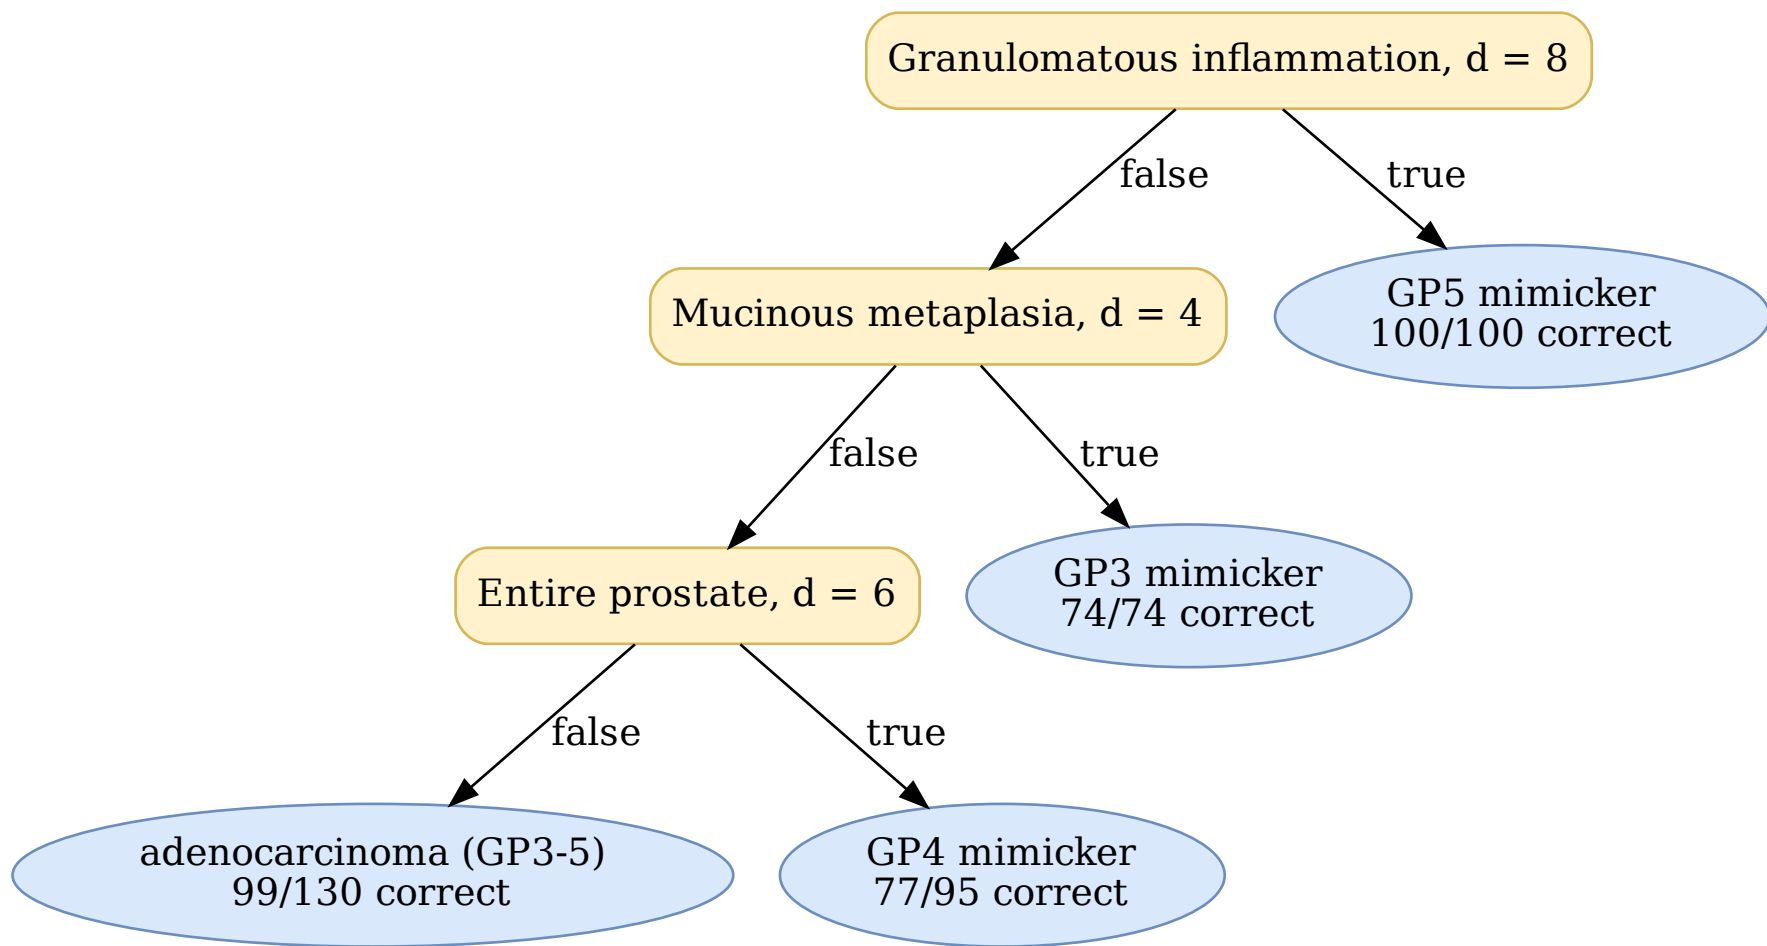 Granulomatous inflammation, d = 8
false
true
Mucinous metaplasia, d = 4
GP5 mimicker
100/100 correct
false
true
Entire prostate, d = 6
GP3 mimicker
74/74 correct
false
true
adenocarcinoma (GP3-5)
99/130 correct
GP4 mimicker
77/95 correct